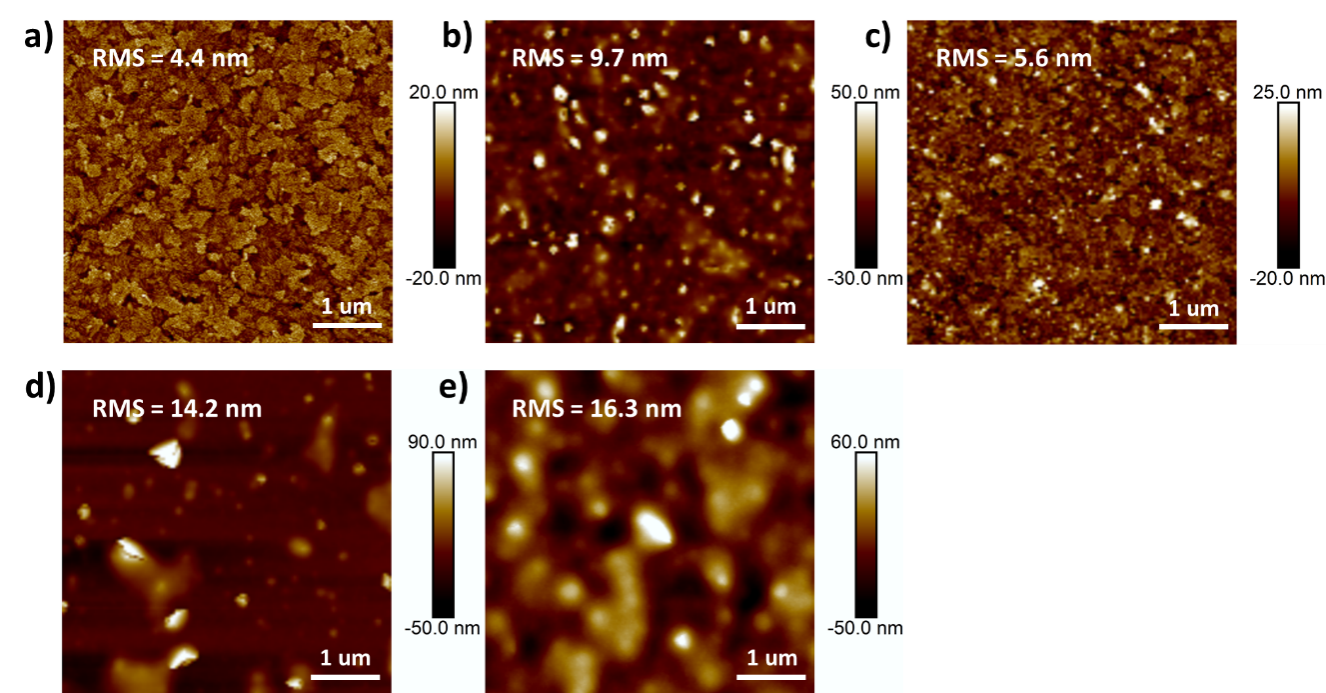 a)
RMS = 4.4 nm
20.0 nm
-20.0 nm
1 um
b)
RMS = 9.7 nm
50.0 nm
-30.0 nm
1 um
c)
RMS = 5.6 nm
25.0 nm
-20.0 nm
1 um
d)
RMS = 14.2 nm
90.0 nm
-50.0 nm
1 um
e)
RMS = 16.3 nm
60.0 nm
-50.0 nm
1 um